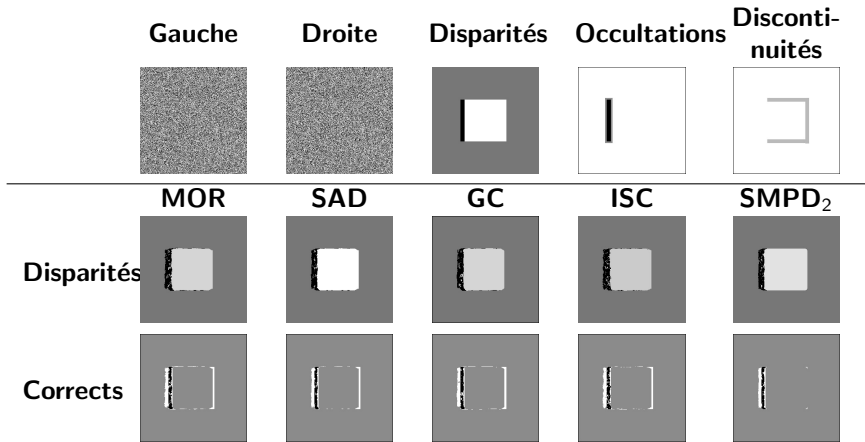 Gauche Droite Disparités Occultations Disconti-
nuités
MOR SAD GC ISC SMPD₂
Disparités
Corrects